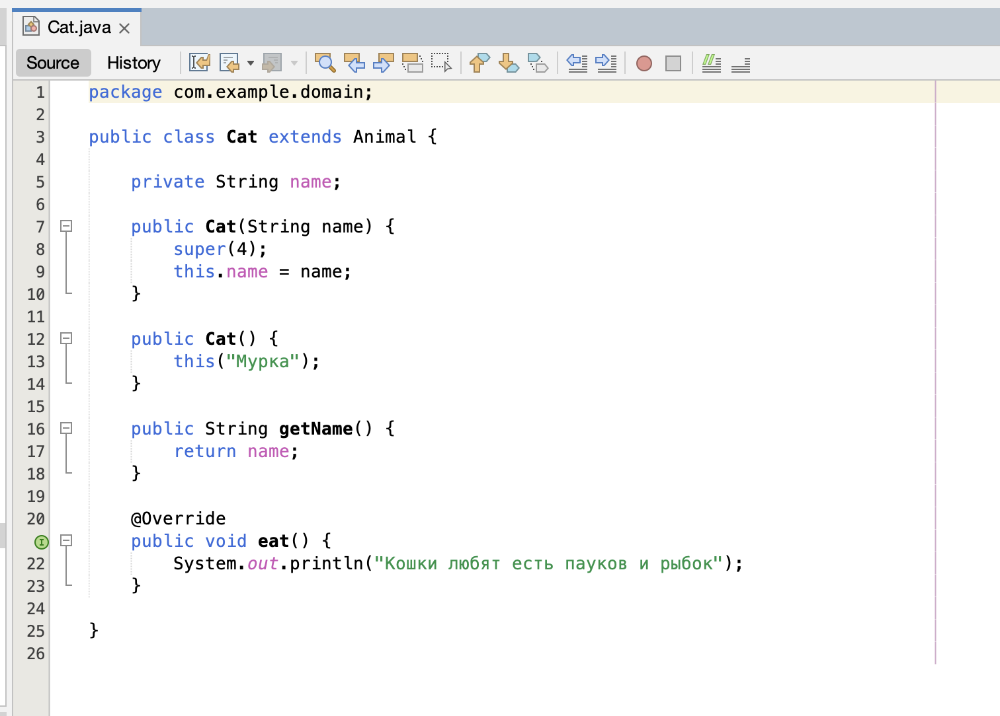 Cat.java
Source History
1 package com.example.domain;
2
3 public class Cat extends Animal {
4
5 private String name;
6
7 public Cat(String name) {
8 super(4);
9 this.name = name;
10 }
11
12 public Cat() {
13 this("Мурка");
14 }
15
16 public String getName() {
17 return name;
18 }
19
20 @Override
public void eat() {
22 System.out.println("Кошки любят есть пауков и рыбок");
23 }
24
25 }
26